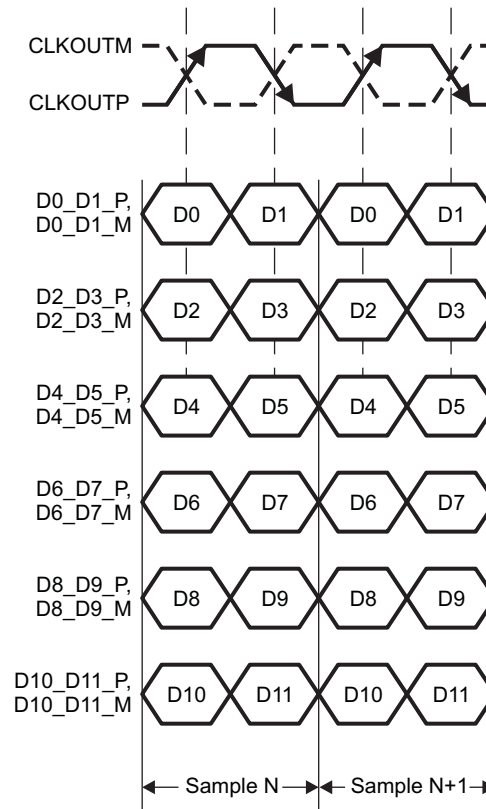 CLKOUTM
CLKOUTP
D0_D1_P,
D0_D1_M
D0 D1 D0 D1
D2_D3_P,
D2_D3_M
D2 D3 D2 D3
D4_D5_P,
D4_D5_M
D4 D5 D4 D5
D6_D7_P,
D6_D7_M
D6 D7 D6 D7
D8_D9_P,
D8_D9_M
D8 D9 D8 D9
D10_D11_P,
D10_D11_M
D10 D11 D10 D11
Sample N Sample N+1